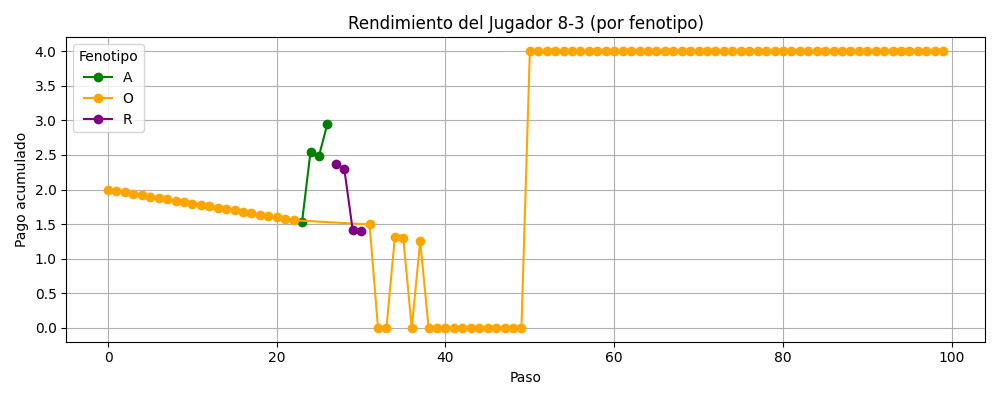 Rendimiento del Jugador 8-3 (por fenotipo)
Fenotipo
A
O
R
Pago acumulado
4.0
3.5
3.0
2.5
2.0
1.5
1.0
0.5
0.0
0 20 40 60 80 100
Paso